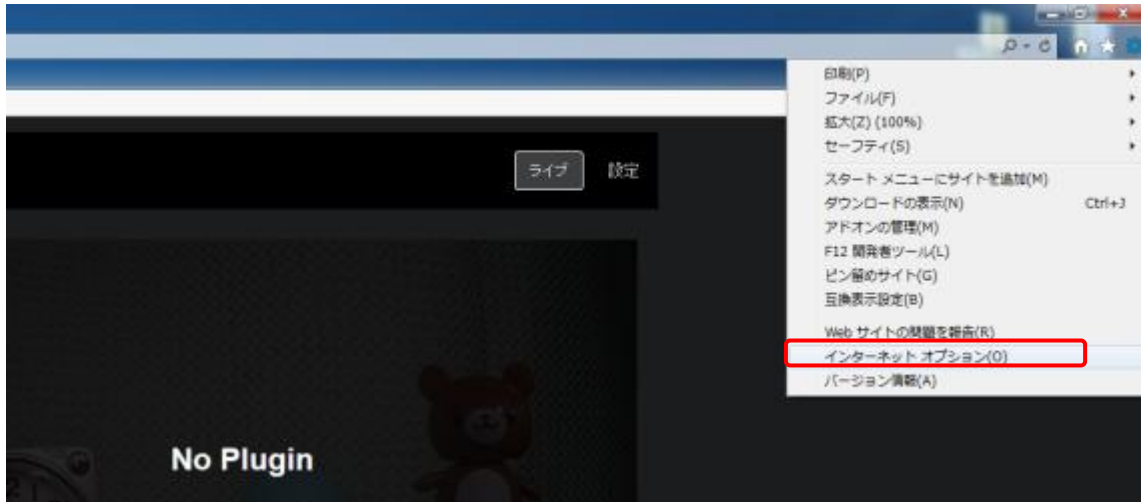 印刷(P)
ファイル(F)
拡大(Z) (100%)
セーフティ(S)
スタート メニューにサイトを追加(M)
ダウンロードの表示(N) Ctrl+J
アドオンの管理(M)
F12 開発者ツール(L)
ピン留めサイト(G)
互換表示設定(B)
Web サイトの問題を報告(R)
インターネット オプション(O)
バージョン情報(A)
ライブ 設定
No Plugin